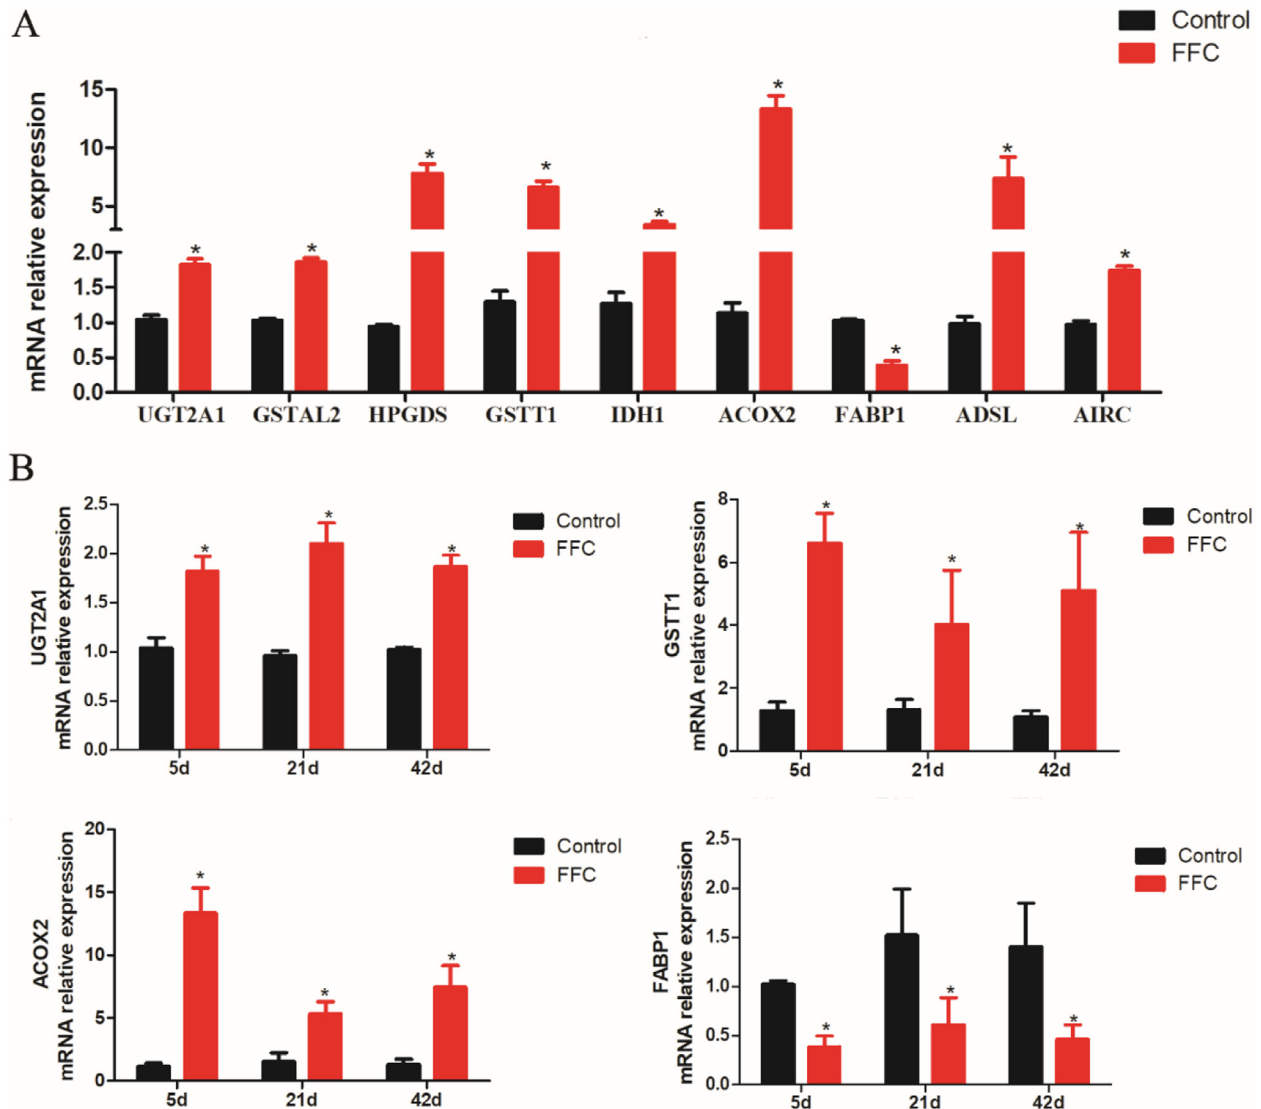 A
Control
FFC
mRNA relative expression
15
10
5
2.0
1.5
1.0
0.5
0.0
* * * * * * * * *
UGT2A1 GSTAL2 HPGDS GSTT1 IDH1 ACOX2 FABP1 ADSL AIRC
B
UGT2A1
mRNA relative expression
2.5
2.0
1.5
1.0
0.5
0.0
* * *
5d 21d 42d
Control
FFC
GSTT1
mRNA relative expression
8
6
4
2
0
* * *
5d 21d 42d
Control
FFC
ACOX2
mRNA relative expression
20
15
10
5
0
* * *
5d 21d 42d
Control
FFC
FABP1
mRNA relative expression
2.5
2.0
1.5
1.0
0.5
0.0
* * *
5d 21d 42d
Control
FFC